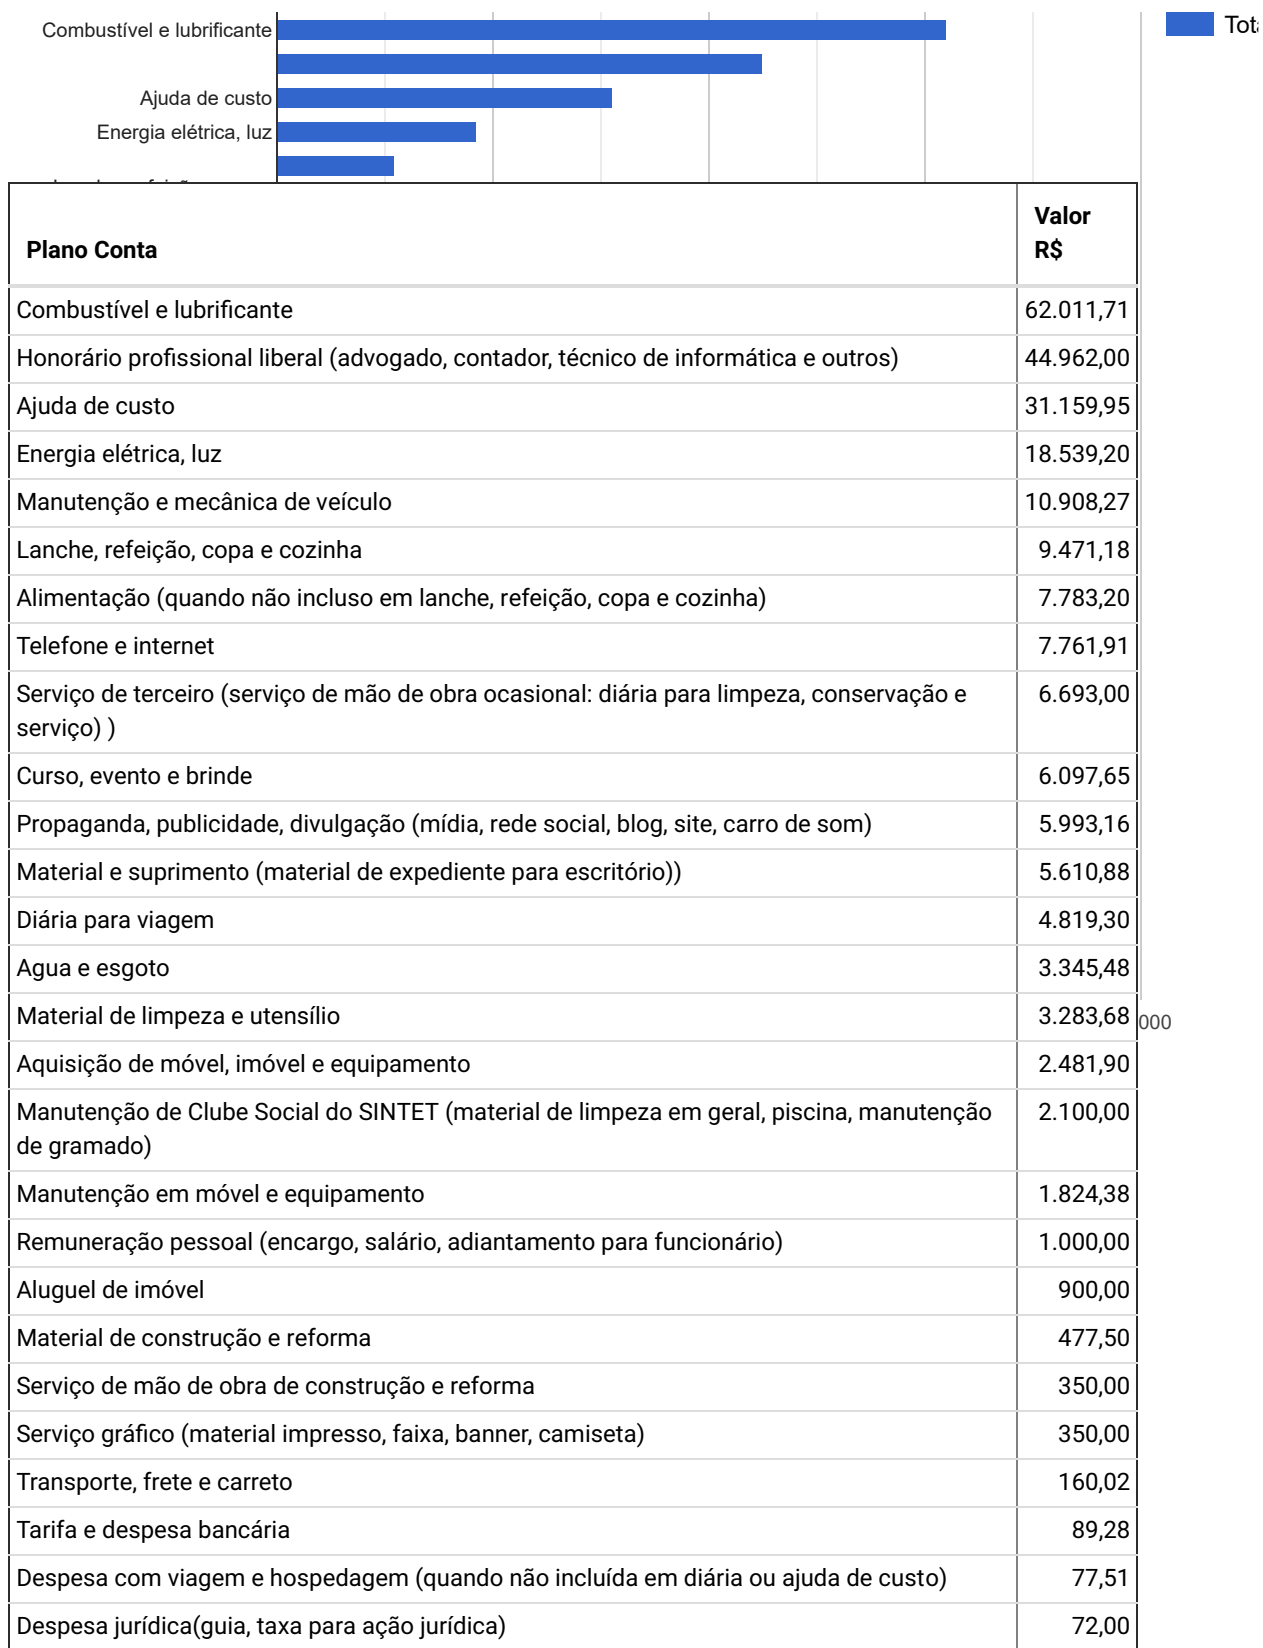 Combustível e lubrificante
Ajuda de custo
Energia elétrica, luz
Plano Conta
Valor
R$
Combustível e lubrificante 62.011,71
Honorário profissional liberal (advogado, contador, técnico de informática e outros) 44.962,00
Ajuda de custo 31.159,95
Energia elétrica, luz 18.539,20
Manutenção e mecânica de veículo 10.908,27
Lanche, refeição, copa e cozinha 9.471,18
Alimentação (quando não incluso em lanche, refeição, copa e cozinha) 7.783,20
Telefone e internet 7.761,91
Serviço de terceiro (serviço de mão de obra ocasional: diária para limpeza, conservação e 6.693,00
serviço) )
Curso, evento e brinde 6.097,65
Propaganda, publicidade, divulgação (mídia, rede social, blog, site, carro de som) 5.993,16
Material e suprimento (material de expediente para escritório)) 5.610,88
Diária para viagem 4.819,30
Agua e esgoto 3.345,48
Material de limpeza e utensílio 3.283,68
000
Aquisição de móvel, imóvel e equipamento 2.481,90
Manutenção de Clube Social do SINTET (material de limpeza em geral, piscina, manutenção 2.100,00
de gramado)
Manutenção em móvel e equipamento 1.824,38
Remuneração pessoal (encargo, salário, adiantamento para funcionário) 1.000,00
Aluguel de imóvel 900,00
Material de construção e reforma 477,50
Serviço de mão de obra de construção e reforma 350,00
Serviço gráfico (material impresso, faixa, banner, camiseta) 350,00
Transporte, frete e carreto 160,02
Tarifa e despesa bancária 89,28
Despesa com viagem e hospedagem (quando não incluída em diária ou ajuda de custo) 77,51
Despesa jurídica(guia, taxa para ação jurídica) 72,00